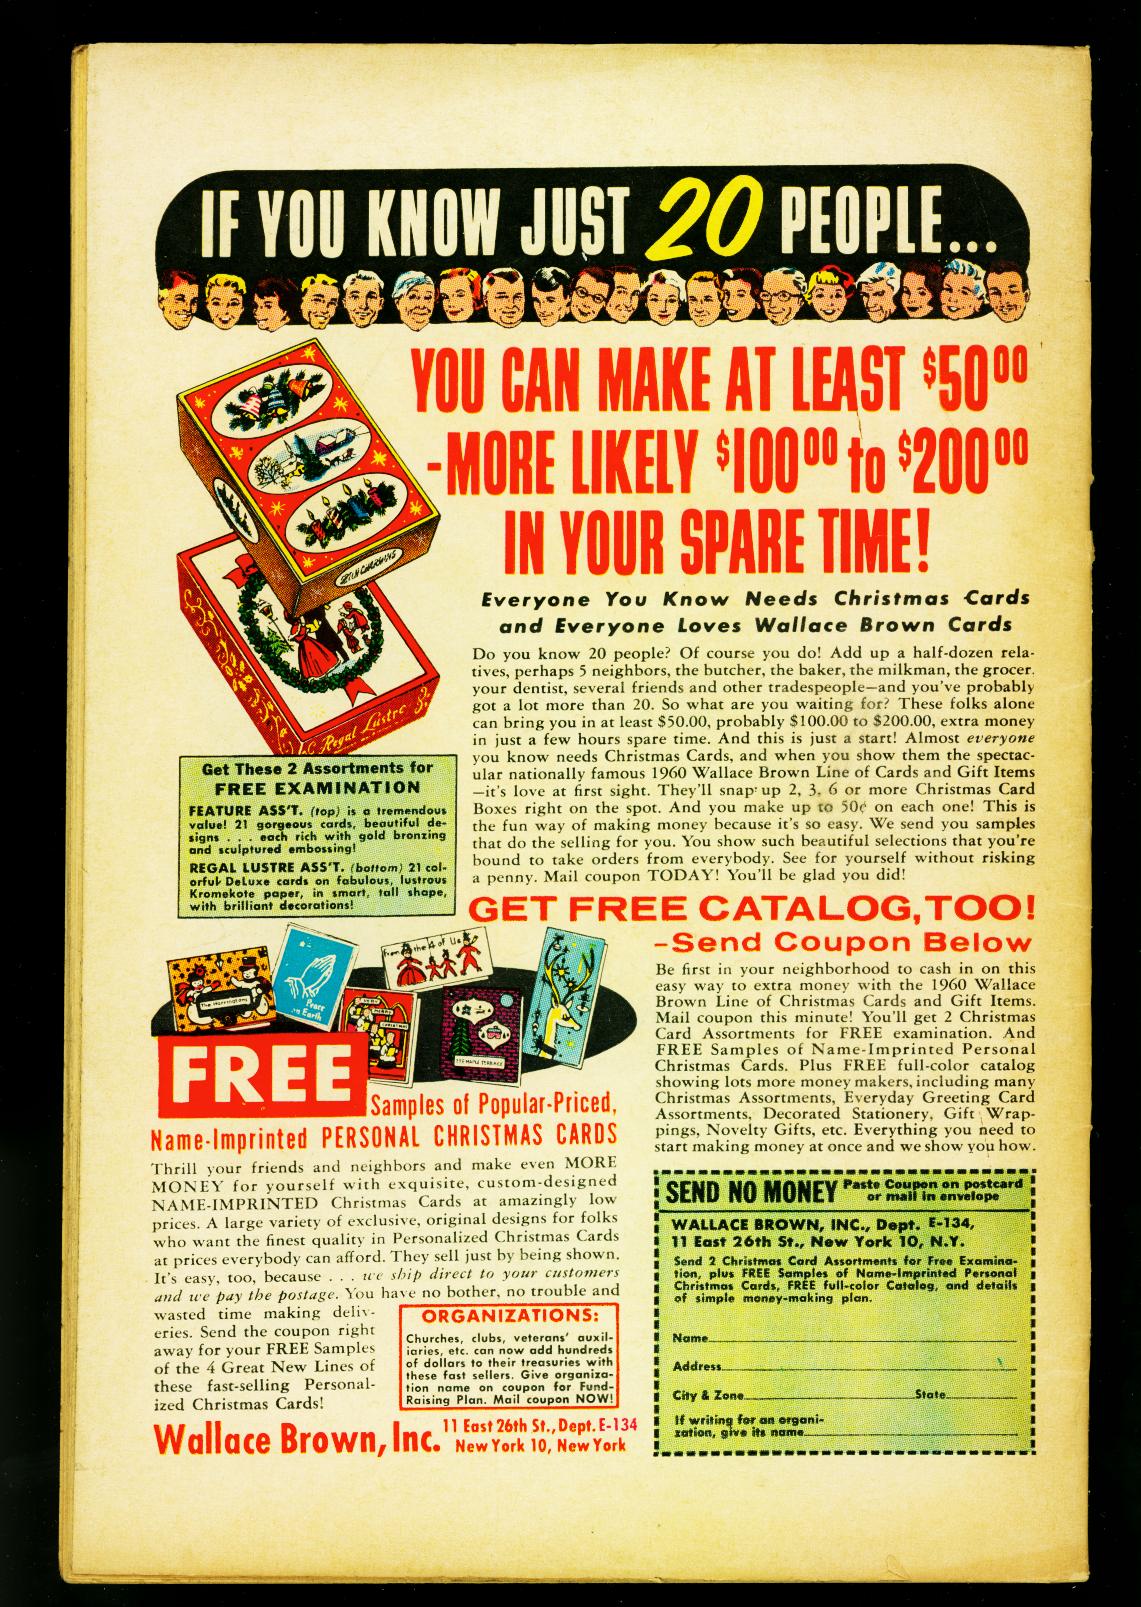 IF YOU KNOW JUST 20 PEOPLE...
YOU CAN MAKE AT LEAST $50.00
-MORE LIKELY $100.00 to $200.00
IN YOUR SPARE TIME!
Everyone You Know Needs Christmas Cards
and Everyone Loves Wallace Brown Cards
Do you know 20 people? Of course you do! Add up a half-dozen rela-
tives, perhaps 5 neighbors, the butcher, the baker, the milkman, the grocer,
your dentist, several friends and other tradespeople—and you've probably
got a lot more than 20. So what are you waiting for? These folks alone
can bring you in at least $50.00, probably $100.00 to $200.00, extra money
in just a few hours spare time. And this is just a start! Almost everyone
you know needs Christmas Cards, and when you show them the spectac-
ular nationally famous 1960 Wallace Brown Line of Cards and Gift Items
—it's love at first sight. They'll snap up 2, 3, 6 or more Christmas Card
Boxes right on the spot. And you make up to 50¢ on each one! This is
the fun way of making money because it's so easy. We send you samples
that do the selling for you. You show such beautiful selections that you're
bound to take orders from everybody. See for yourself without risking
a penny. Mail coupon TODAY! You'll be glad you did!
Regal Lustre
Get These 2 Assortments for
FREE EXAMINATION
FEATURE ASS'T. (top) is a tremendous
value! 21 gorgeous cards, beautiful de-
signs . . . each rich with gold bronzing
and sculptured embossing!
REGAL LUSTRE ASS'T. (bottom) 21 col-
orful DeLuxe cards on fabulous, lustrous
Kromekote paper, in smart, tall shape,
with brilliant decorations!
GET FREE CATALOG, TOO!
-Send Coupon Below
Be first in your neighborhood to cash in on this
easy way to extra money with the 1960 Wallace
Brown Line of Christmas Cards and Gift Items.
Mail coupon this minute! You'll get 2 Christmas
Card Assortments for FREE examination. And
FREE Samples of Name-Imprinted Personal
Christmas Cards. Plus FREE full-color catalog
showing lots more money makers, including many
Christmas Assortments, Everyday Greeting Card
Assortments, Decorated Stationery, Gift Wrap-
pings, Novelty Gifts, etc. Everything you need to
start making money at once and we show you how.
The Harringtons
Peace
on Earth
From the 4 of Us
MERRY
CHRISTMAS
FREE
Samples of Popular-Priced,
Name-Imprinted PERSONAL CHRISTMAS CARDS
Thrill your friends and neighbors and make even MORE
MONEY for yourself with exquisite, custom-designed
NAME-IMPRINTED Christmas Cards at amazingly low
prices. A large variety of exclusive, original designs for folks
who want the finest quality in Personalized Christmas Cards
at prices everybody can afford. They sell just by being shown.
It's easy, too, because . . . we ship direct to your customers
and we pay the postage. You have no bother, no trouble and
wasted time making deliv-
eries. Send the coupon right
away for your FREE Samples
of the 4 Great New Lines of
these fast-selling Personal-
ized Christmas Cards!
ORGANIZATIONS:
Churches, clubs, veterans' auxil-
iaries, etc. can now add hundreds
of dollars to their treasuries with
these fast sellers. Give organiza-
tion name on coupon for Fund-
Raising Plan. Mail coupon NOW!
Wallace Brown, Inc. 11 East 26th St., Dept. E-134
New York 10, New York
SEND NO MONEY Paste Coupon on postcard
or mail in envelope
WALLACE BROWN, INC., Dept. E-134,
11 East 26th St., New York 10, N.Y.
Send 2 Christmas Card Assortments for Free Examina-
tion, plus FREE Samples of Name-Imprinted Personal
Christmas Cards, FREE full-color Catalog, and details
of simple money-making plan.
Name
Address
City & Zone State
If writing for an organi-
zation, give its name